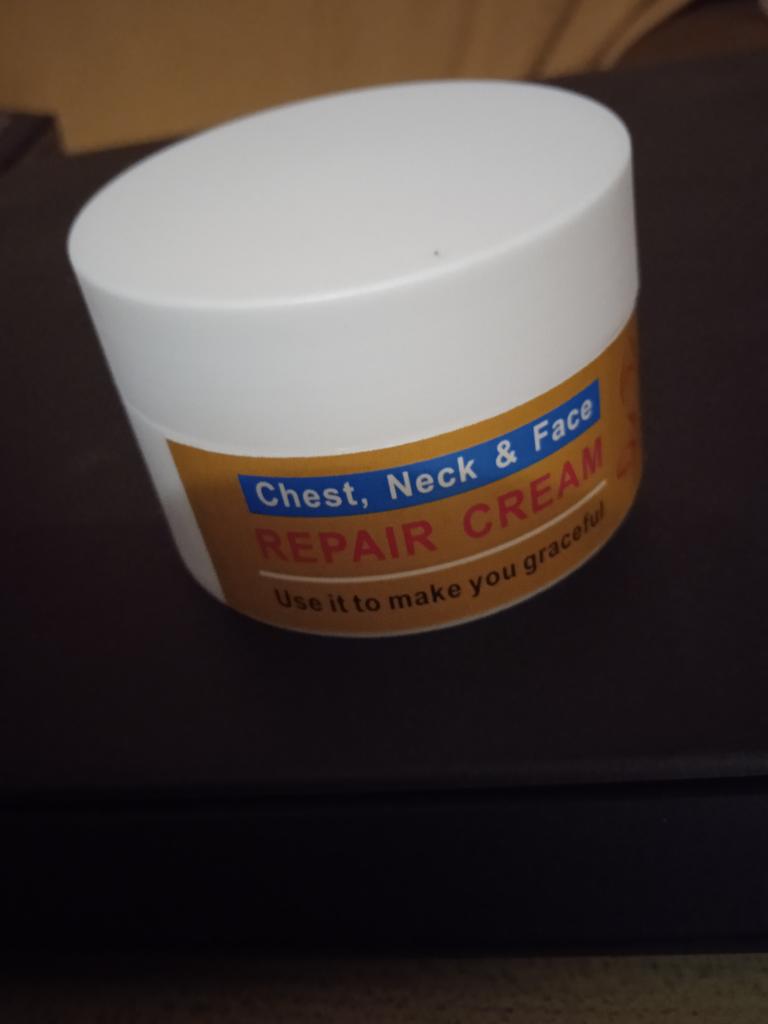 Chest, Neck & Face
REPAIR CREAM
Use it to make you graceful